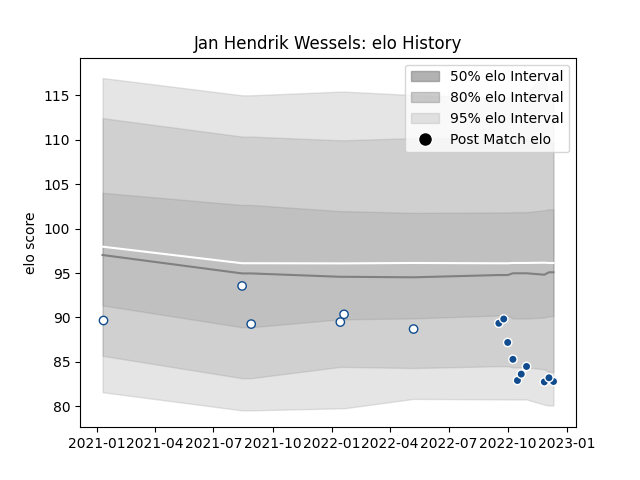 Jan Hendrik Wessels: elo History
50% elo Interval
80% elo Interval
95% elo Interval
Post Match elo
elo score
115
110
105
100
95
90
85
80
2021-01 2021-04 2021-07 2021-10 2022-01 2022-04 2022-07 2022-10 2023-01